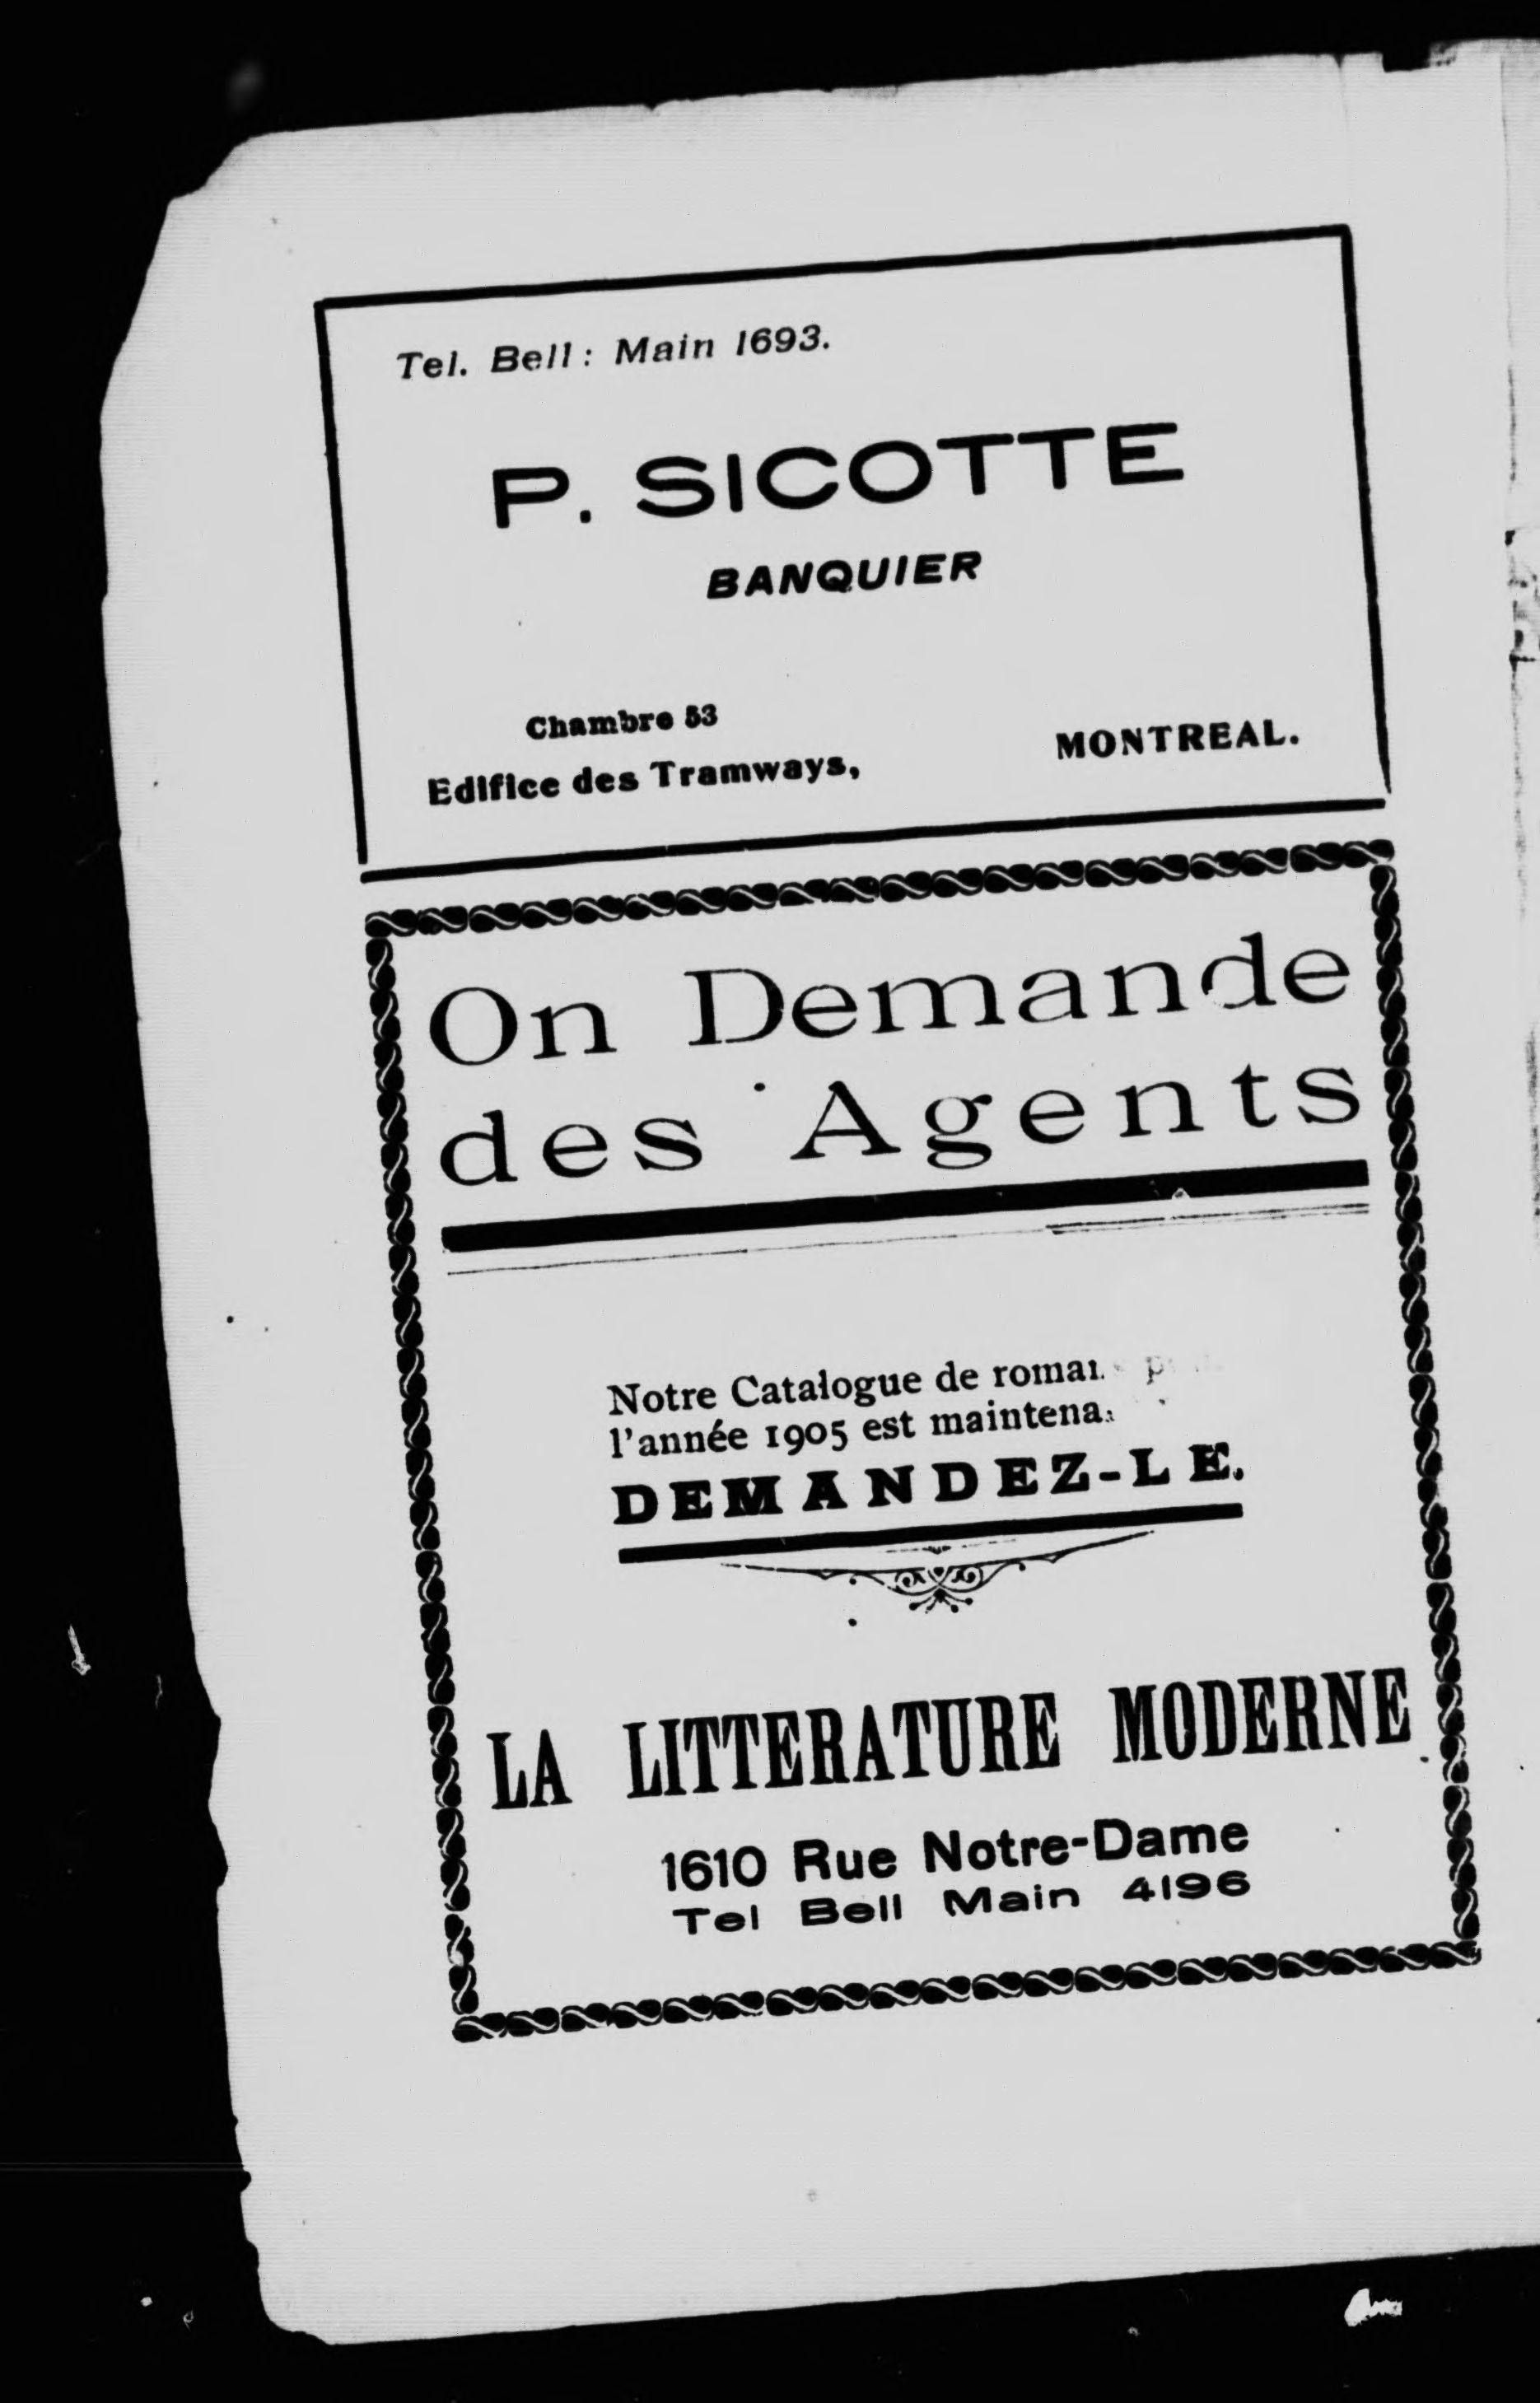 Tel. Bell: Main 1693.
P. SICOTTE
BANQUIER
Chambre 53
Edifice des Tramways,
MONTREAL.
On Demande
des Agents
Notre Catalogue de
l'année 1905 est
DEMANDEZ-LE.
LA LITTERATURE MODERNE
1610 Rue Notre-Dame
Tel Bell Main 4196